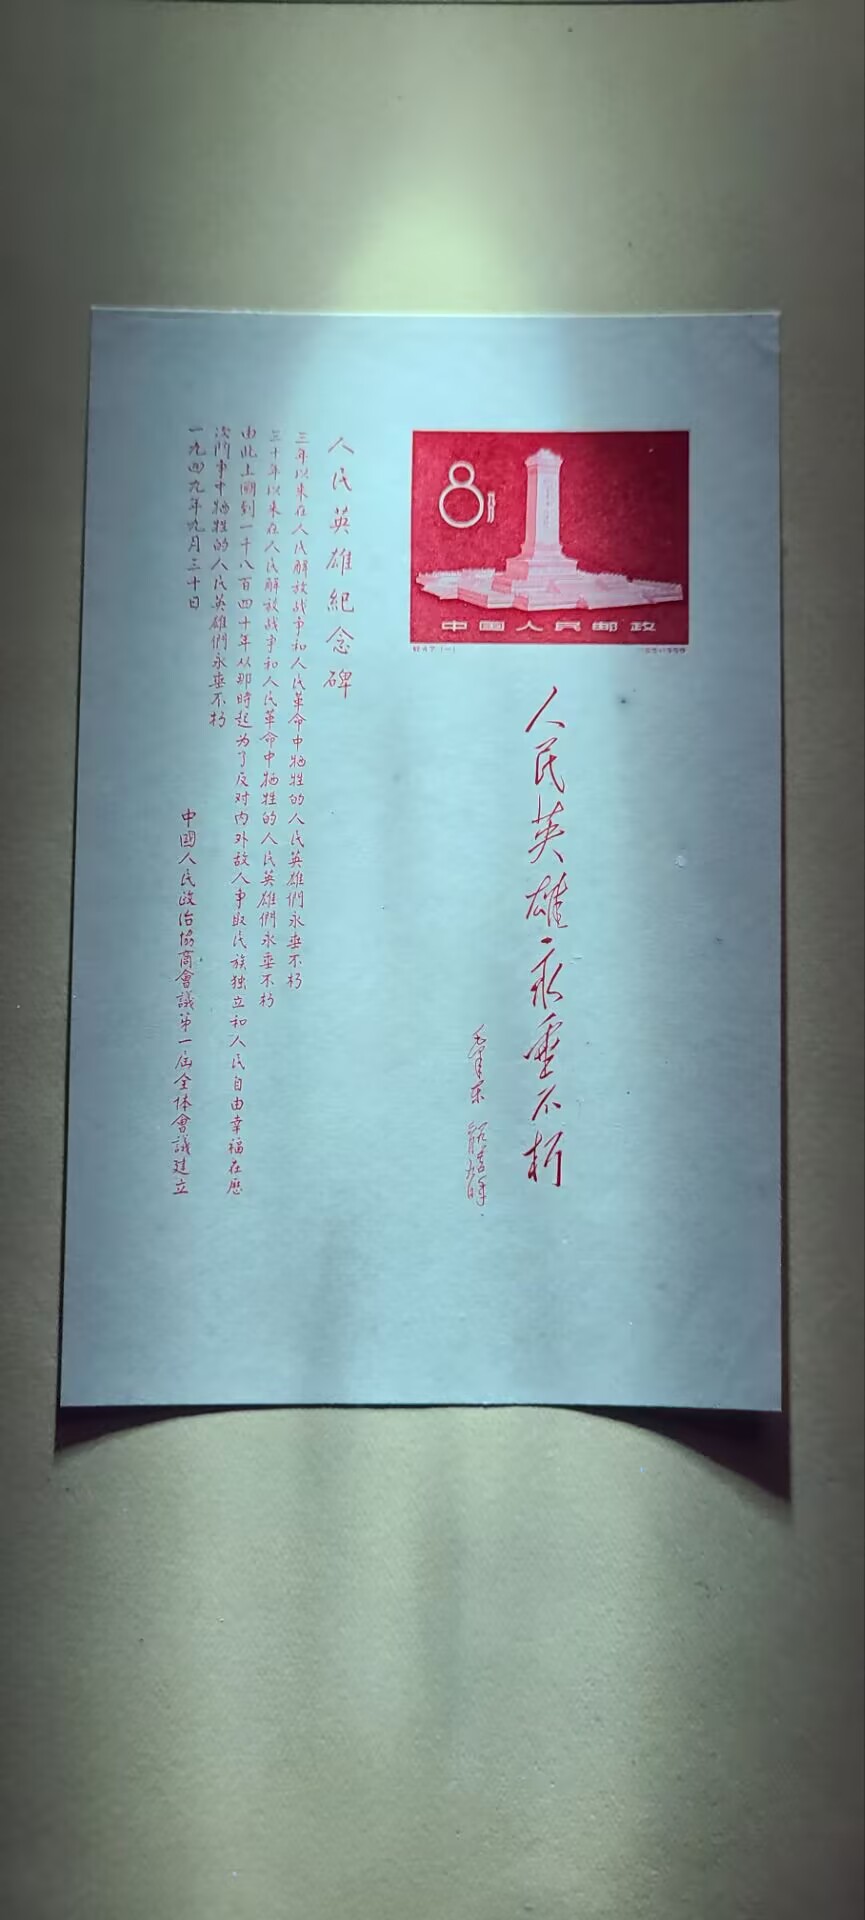 8分
中国人民邮政
特47(一)
人民英雄永垂不朽
毛泽东
人民英雄紀念碑
三年以来在人民解放战争和人民革命中牺牲的人民英雄們永垂不朽
三十年以来在人民解放战争和人民革命中牺牲的人民英雄們永垂不朽
由此上溯到一千八百四十年从那時起为了反对内外敌人争取民族独立和人民自由幸福在歷
次鬥争中牺牲的人民英雄們永垂不朽
一九四九年九月三十日
中國人民政治協商會議第一屆全体會議建立